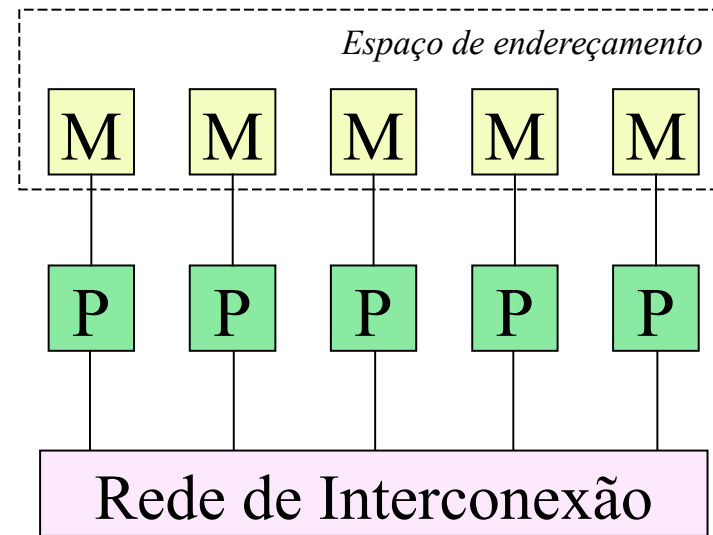 Espaço de endereçamento
M M M M M
P P P P P
Rede de Interconexão